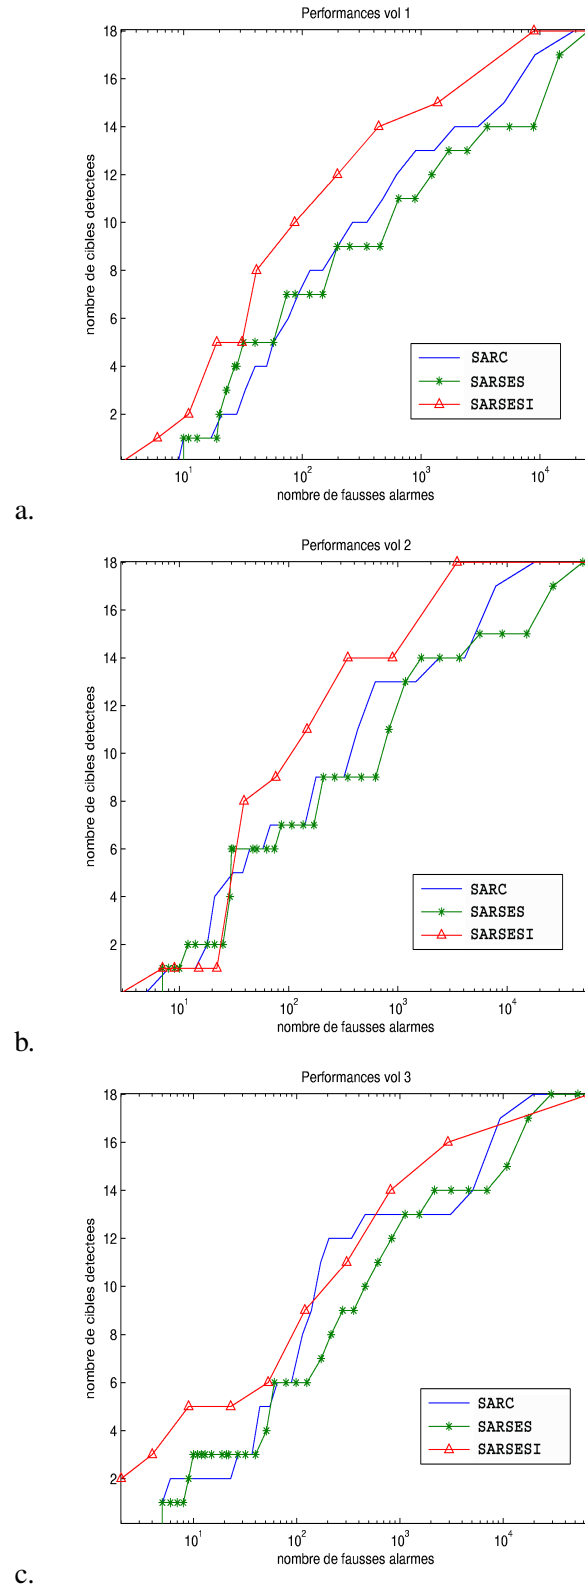 Performances vol 1
18
16
14
12
10
8
6
4
2
nombre de cibles detectees
SARC
SARSES
SARSESI
10^1 10^2 10^3 10^4
nombre de fausses alarmes
a.
Performances vol 2
18
16
14
12
10
8
6
4
2
nombre de cibles detectees
SARC
SARSES
SARSESI
10^1 10^2 10^3 10^4
nombre de fausses alarmes
b.
Performances vol 3
18
16
14
12
10
8
6
4
2
nombre de cibles detectees
SARC
SARSES
SARSESI
10^1 10^2 10^3 10^4
nombre de fausses alarmes
c.